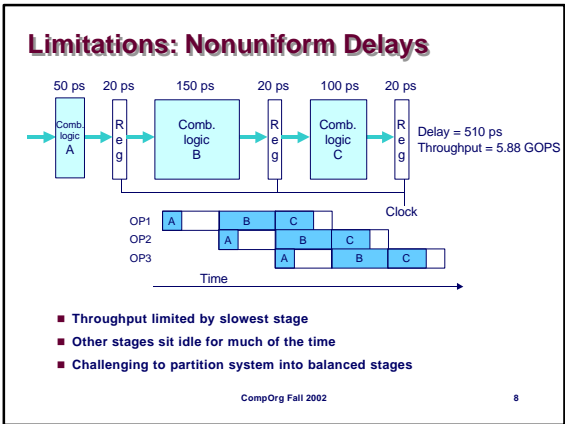 Limitations: Nonuniform Delays
50 ps 20 ps 150 ps 20 ps 100 ps 20 ps
Comb.
logic
A
R
e
g
Comb.
logic
B
R
e
g
Comb.
logic
C
R
e
g
Delay = 510 ps
Throughput = 5.88 GOPS
Clock
OP1 A B C
OP2 A B C
OP3 A B C
Time
■ Throughput limited by slowest stage
■ Other stages sit idle for much of the time
■ Challenging to partition system into balanced stages
CompOrg Fall 2002 8